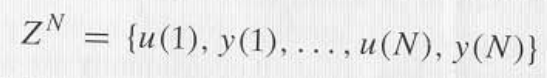 Z^N = {u(1), y(1), . . . , u(N), y(N)}